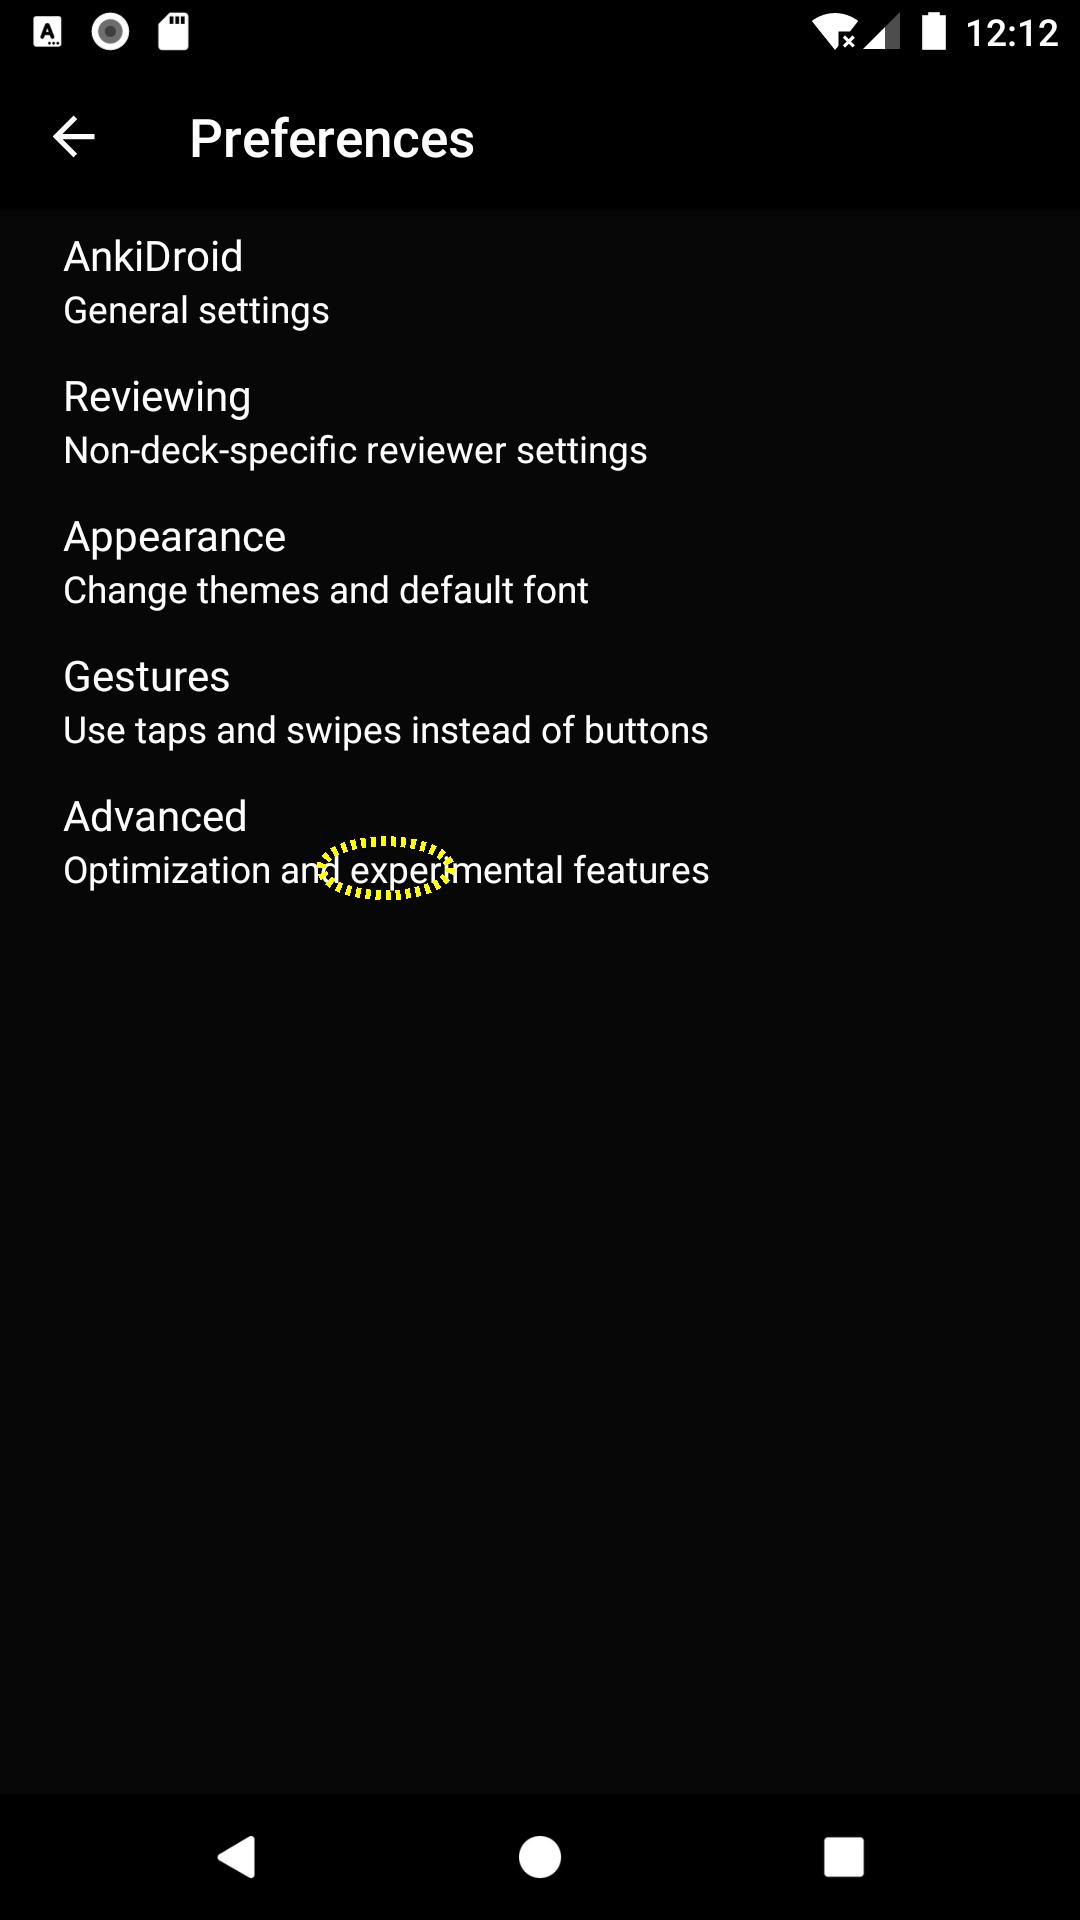 12:12
Preferences
AnkiDroid
General settings
Reviewing
Non-deck-specific reviewer settings
Appearance
Change themes and default font
Gestures
Use taps and swipes instead of buttons
Advanced
Optimization and experimental features